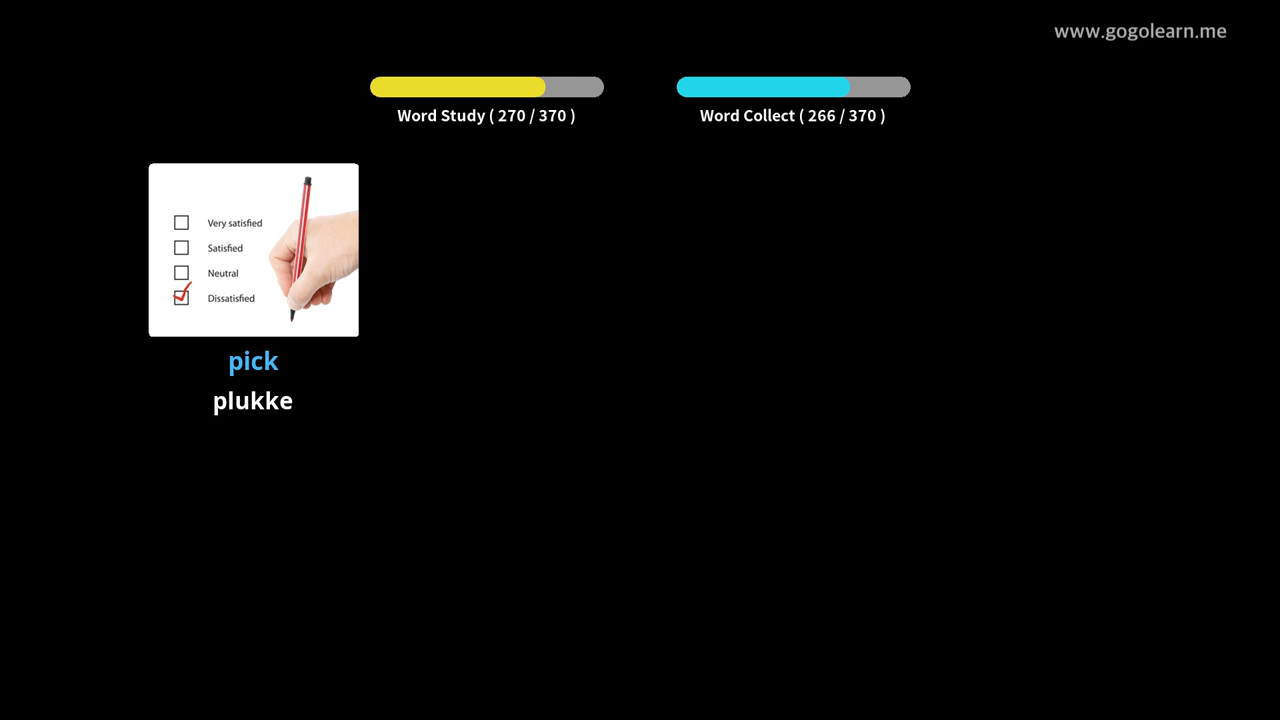 www.gogolearn.me
Word Study ( 270 / 370 )
Word Collect ( 266 / 370 )
Very satisfied
Satisfied
Neutral
Dissatisfied
pick
plukke